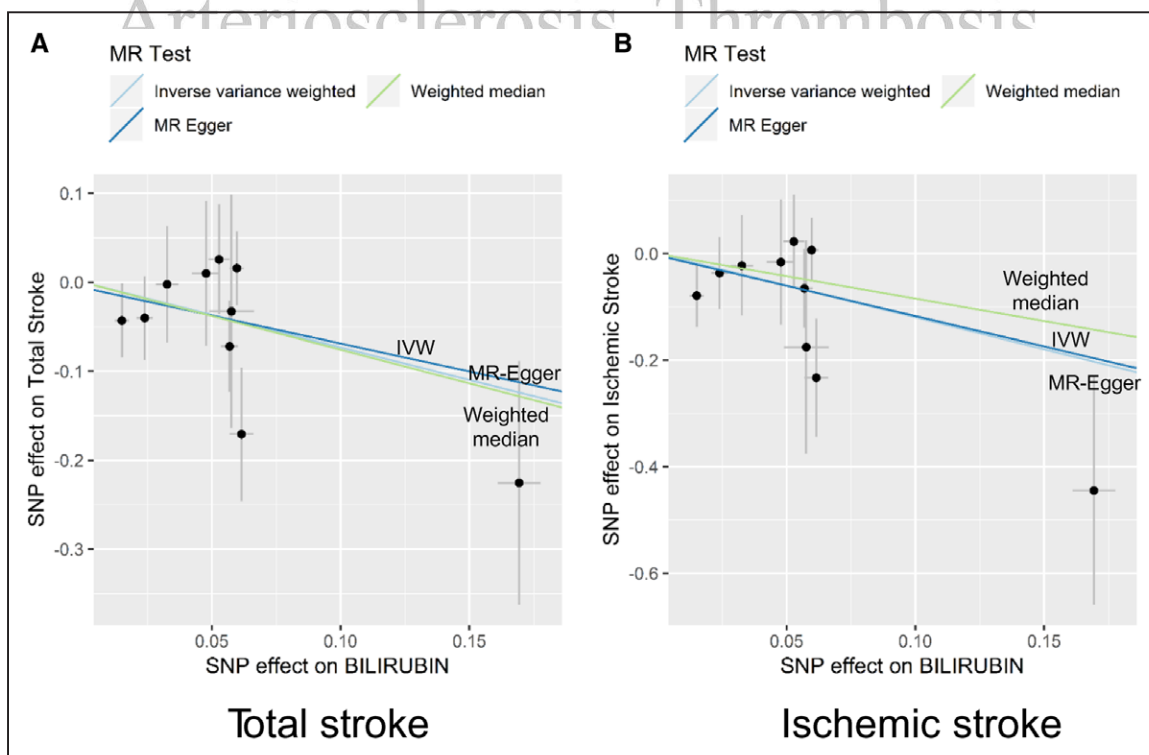 Arteriosclerosis, Thrombosis
A
MR Test
Inverse variance weighted
Weighted median
MR Egger
0.1
0.0
-0.1
-0.2
-0.3
SNP effect on Total Stroke
IVW
MR-Egger
Weighted
median
0.05
0.10
0.15
SNP effect on BILIRUBIN
Total stroke
B
MR Test
Inverse variance weighted
Weighted median
MR Egger
0.0
-0.2
-0.4
-0.6
SNP effect on Ischemic Stroke
Weighted
median
IVW
MR-Egger
0.05
0.10
0.15
SNP effect on BILIRUBIN
Ischemic stroke